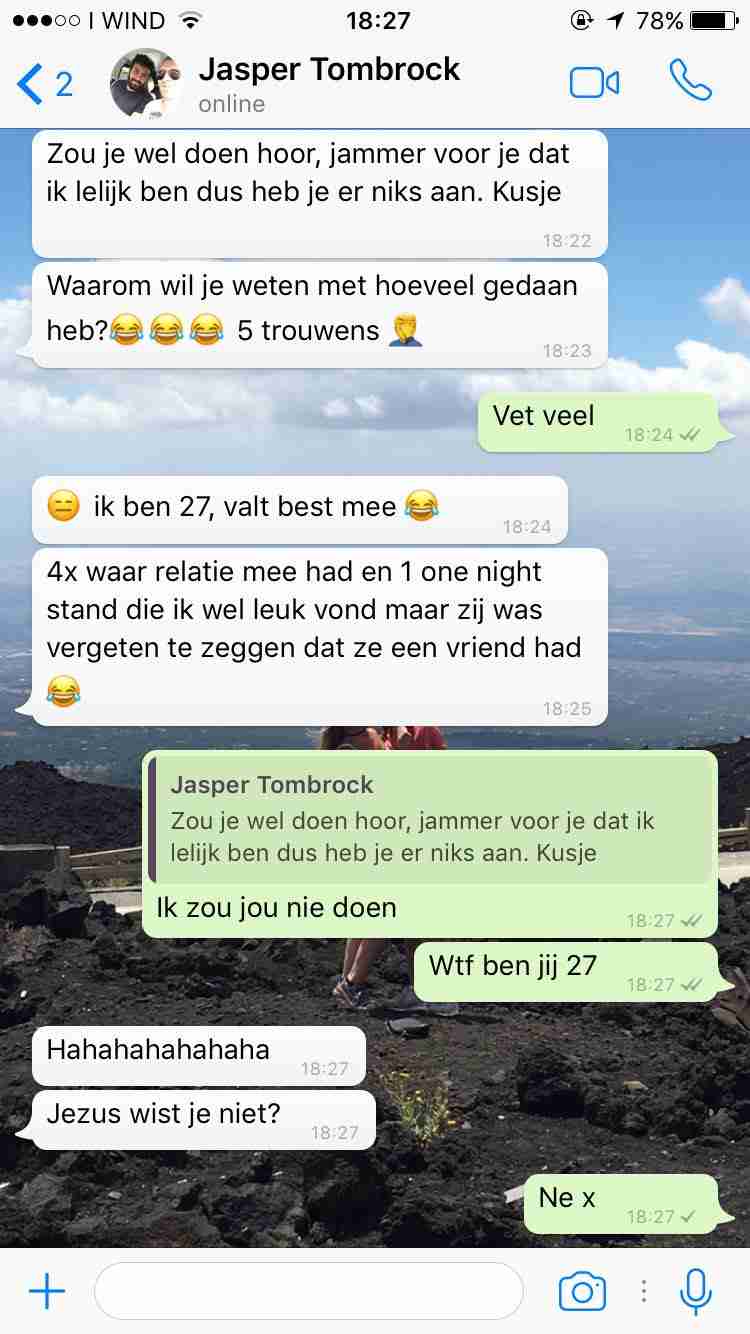 I WIND 18:27 78%
2 Jasper Tombrock
online
Zou je wel doen hoor, jammer voor je dat
ik lelijk ben dus heb je er niks aan. Kusje
18:22
Waarom wil je weten met hoeveel gedaan
heb?😂😂😂 5 trouwens 🤦‍♂️
18:23
Vet veel
18:24
😑 ik ben 27, valt best mee 😂
18:24
4x waar relatie mee had en 1 one night
stand die ik wel leuk vond maar zij was
vergeten te zeggen dat ze een vriend had
😂
18:25
Jasper Tombrock
Zou je wel doen hoor, jammer voor je dat ik
lelijk ben dus heb je er niks aan. Kusje
Ik zou jou nie doen
18:27
Wtf ben jij 27
18:27
Hahahahahahaha
18:27
Jezus wist je niet?
18:27
Ne x
18:27